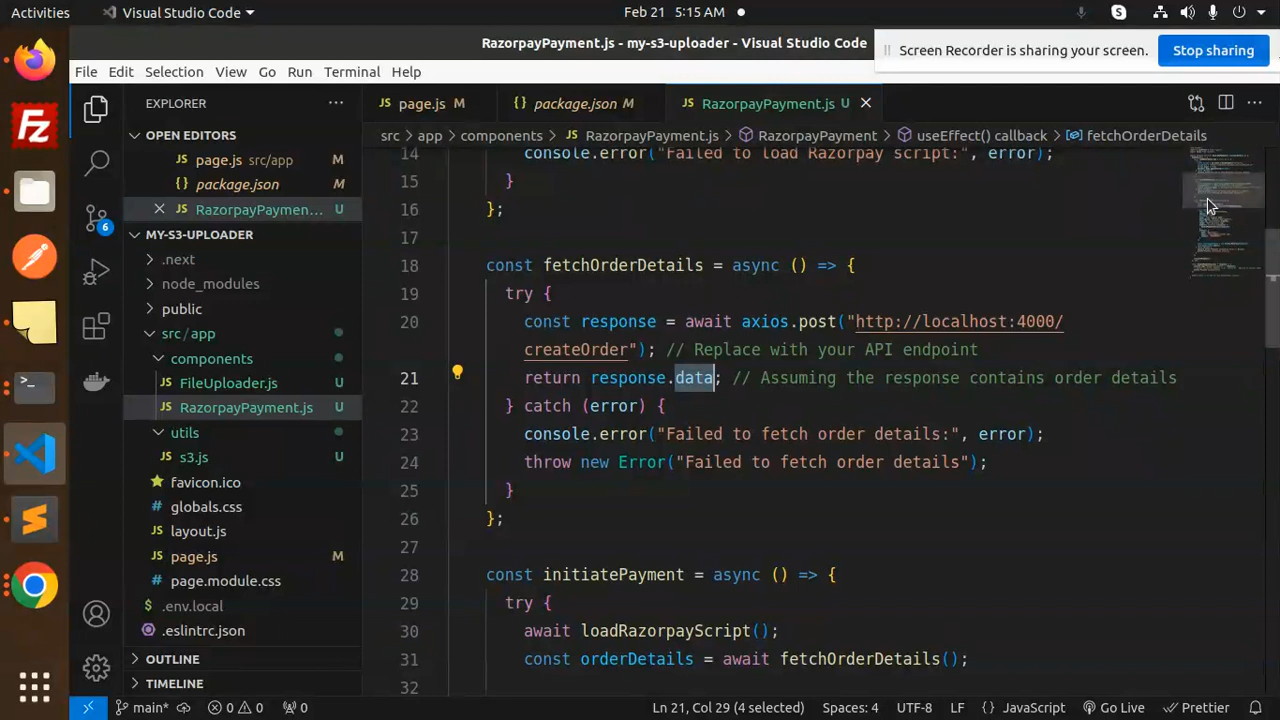 Activities
Visual Studio Code
Feb 21 5:15 AM
RazorpayPayment.js - my-s3-uploader - Visual Studio Code
Screen Recorder is sharing your screen.
Stop sharing
File Edit Selection View Go Run Terminal Help
EXPLORER
page.js M
package.json M
RazorpayPayment.js U
src > app > components > JS RazorpayPayment.js > RazorpayPayment > useEffect() callback > fetchOrderDetails
OPEN EDITORS
JS page.js src/app M
package.json M
JS RazorpayPaymen... U
MY-S3-UPLOADER
.next
node_modules
public
src/app
components
JS FileUploader.js U
JS RazorpayPayment.js U
utils
JS s3.js U
favicon.ico
globals.css
JS layout.js
JS page.js M
page.module.css
.env.local
.eslintrc.json
OUTLINE
TIMELINE
6
14 console.error("Failed to load Razorpay script:", error);
15 }
16 };
17
18 const fetchOrderDetails = async () => {
19 try {
20 const response = await axios.post("http://localhost:4000/
createOrder"); // Replace with your API endpoint
21 return response.data; // Assuming the response contains order details
22 } catch (error) {
23 console.error("Failed to fetch order details:", error);
24 throw new Error("Failed to fetch order details");
25 }
26 };
27
28 const initiatePayment = async () => {
29 try {
30 await loadRazorpayScript();
31 const orderDetails = await fetchOrderDetails();
32
main* 0 0 0 Ln 21, Col 29 (4 selected) Spaces: 4 UTF-8 LF {} JavaScript Go Live Prettier